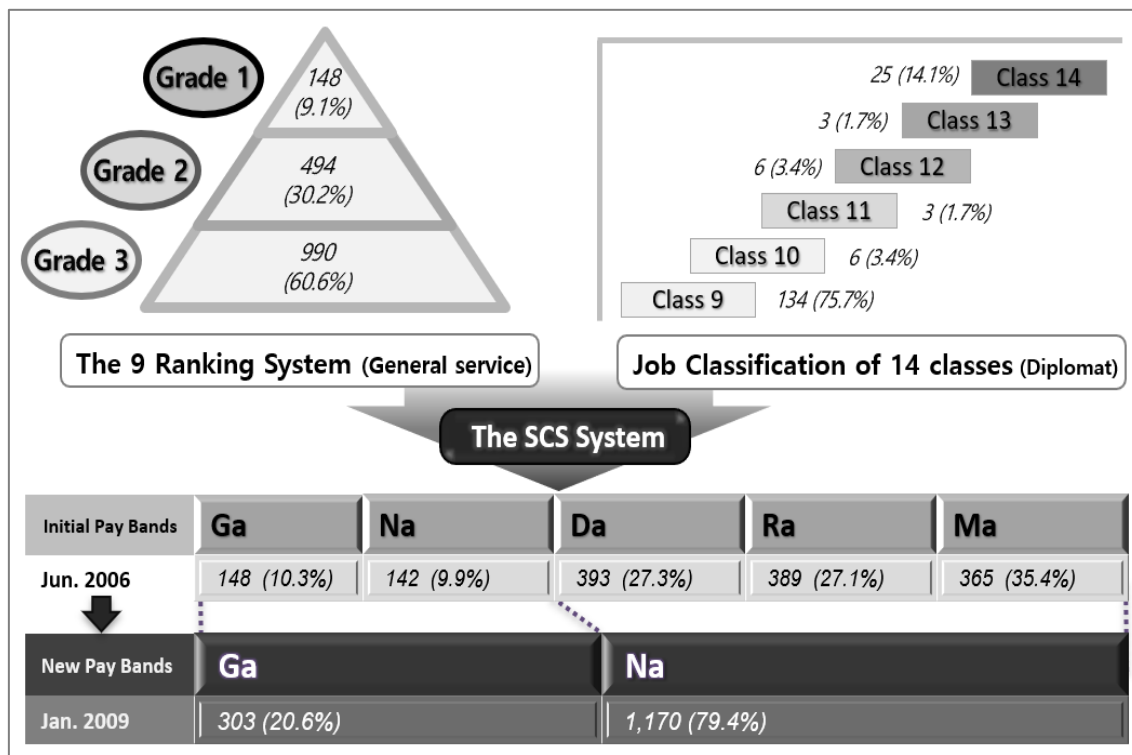 Grade 1
148
(9.1%)
Grade 2
494
(30.2%)
Grade 3
990
(60.6%)
The 9 Ranking System (General service)
25 (14.1%) Class 14
3 (1.7%) Class 13
6 (3.4%) Class 12
Class 11 3 (1.7%)
Class 10 6 (3.4%)
Class 9 134 (75.7%)
Job Classification of 14 classes (Diplomat)
The SCS System
Initial Pay Bands Ga Na Da Ra Ma
Jun. 2006 148 (10.3%) 142 (9.9%) 393 (27.3%) 389 (27.1%) 365 (35.4%)
New Pay Bands Ga Na
Jan. 2009 303 (20.6%) 1,170 (79.4%)